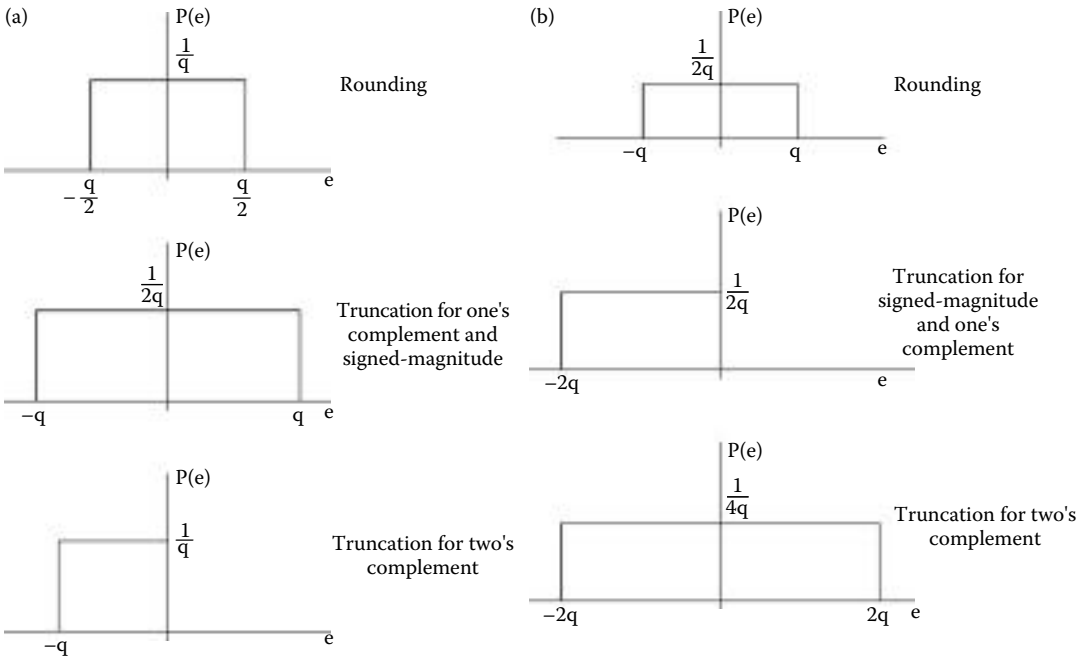 (a)
P(e)
1
q
Rounding
− q
2
q
2
e
P(e)
1
2q
Truncation for one's
complement and
signed-magnitude
−q
q
e
P(e)
1
q
Truncation for two's
complement
−q
e
(b)
P(e)
1
2q
Rounding
−q
q
e
P(e)
1
2q
Truncation for
signed-magnitude
and one's
complement
−2q
e
P(e)
1
4q
Truncation for two's
complement
−2q
2q
e